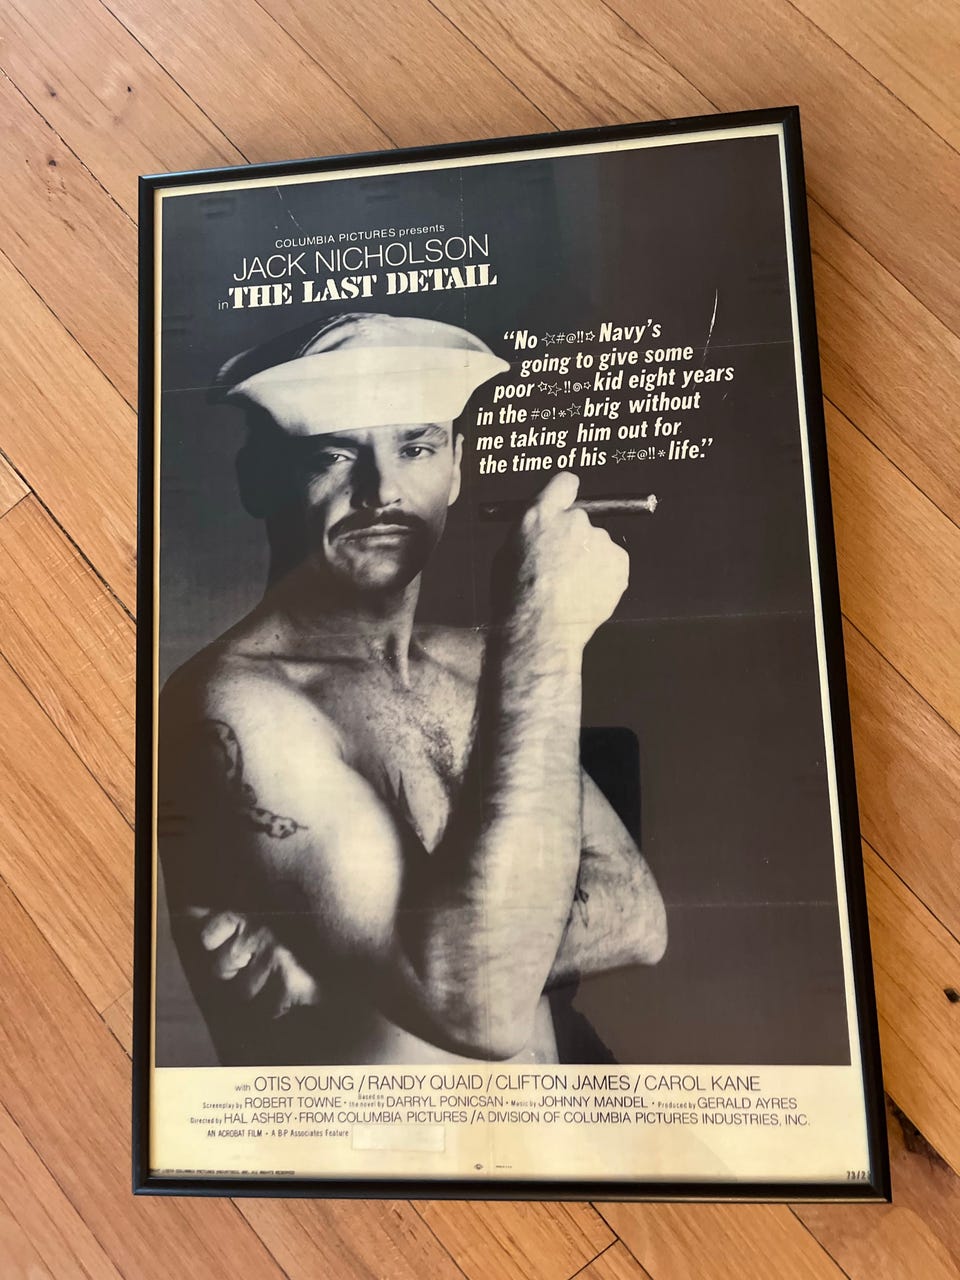 COLUMBIA PICTURES presents
JACK NICHOLSON
in THE LAST DETAIL
“No ☆#@!!✩ Navy’s
going to give some
poor ✩☆!!@✩ kid eight years
in the #@!*☆ brig without
me taking him out for
the time of his ☆#@!!* life.”
with OTIS YOUNG / RANDY QUAID / CLIFTON JAMES / CAROL KANE
Screenplay by ROBERT TOWNE • Based on the novel by DARRYL PONICSAN • Music by JOHNNY MANDEL • Produced by GERALD AYRES
Directed by HAL ASHBY • FROM COLUMBIA PICTURES / A DIVISION OF COLUMBIA PICTURES INDUSTRIES, INC.
AN ACROBAT FILM • A B-P Associates Feature
73/2